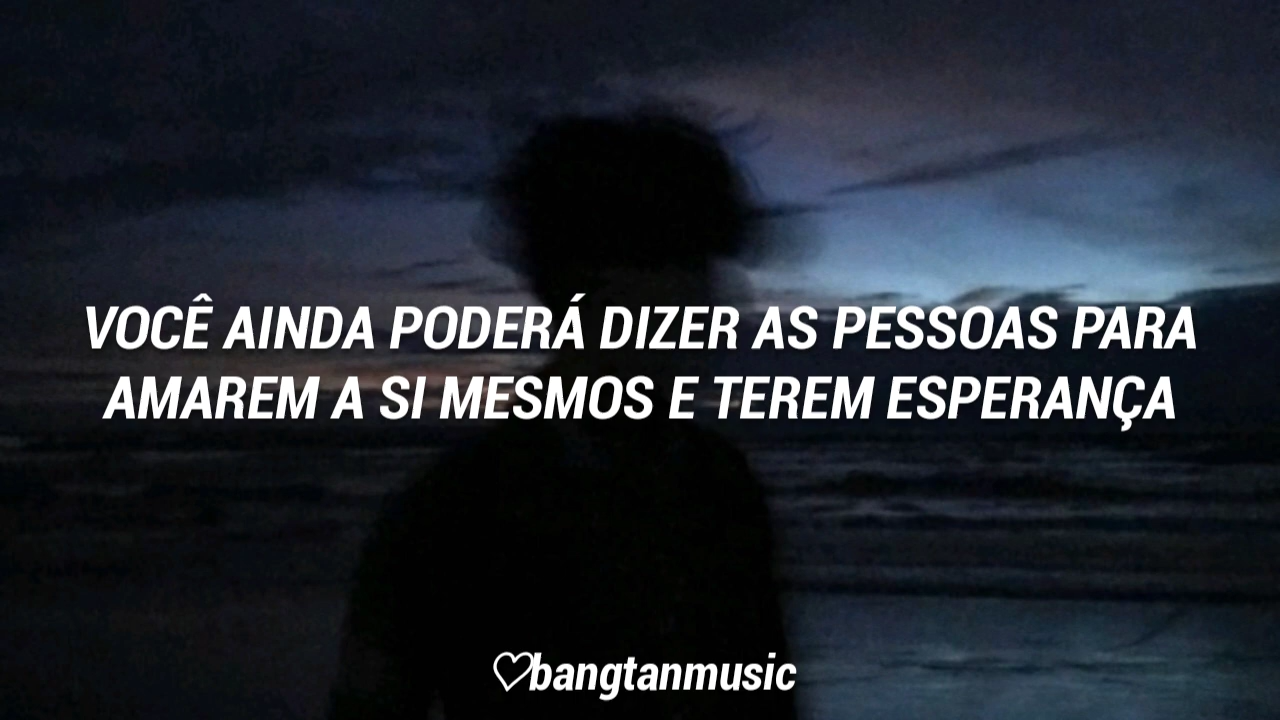 VOCÊ AINDA PODERÁ DIZER AS PESSOAS PARA
AMAREM A SI MESMOS E TEREM ESPERANÇA
♡bangtanmusic